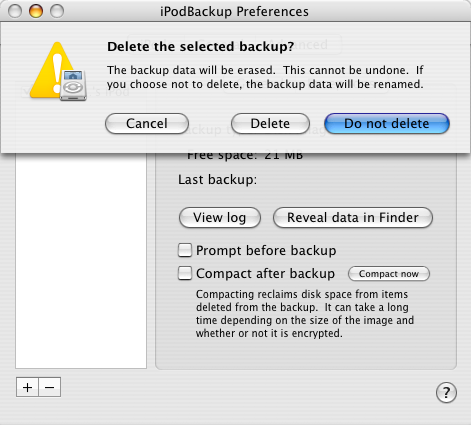 iPodBackup Preferences
Delete the selected backup?
The backup data will be erased. This cannot be undone. If
you choose not to delete, the backup data will be renamed.
Cancel
Delete
Do not delete
Free space: 21 MB
Last backup:
View log
Reveal data in Finder
Prompt before backup
Compact after backup
Compact now
Compacting reclaims disk space from items
deleted from the backup. It can take a long
time depending on the size of the image and
whether or not it is encrypted.
+
−
?